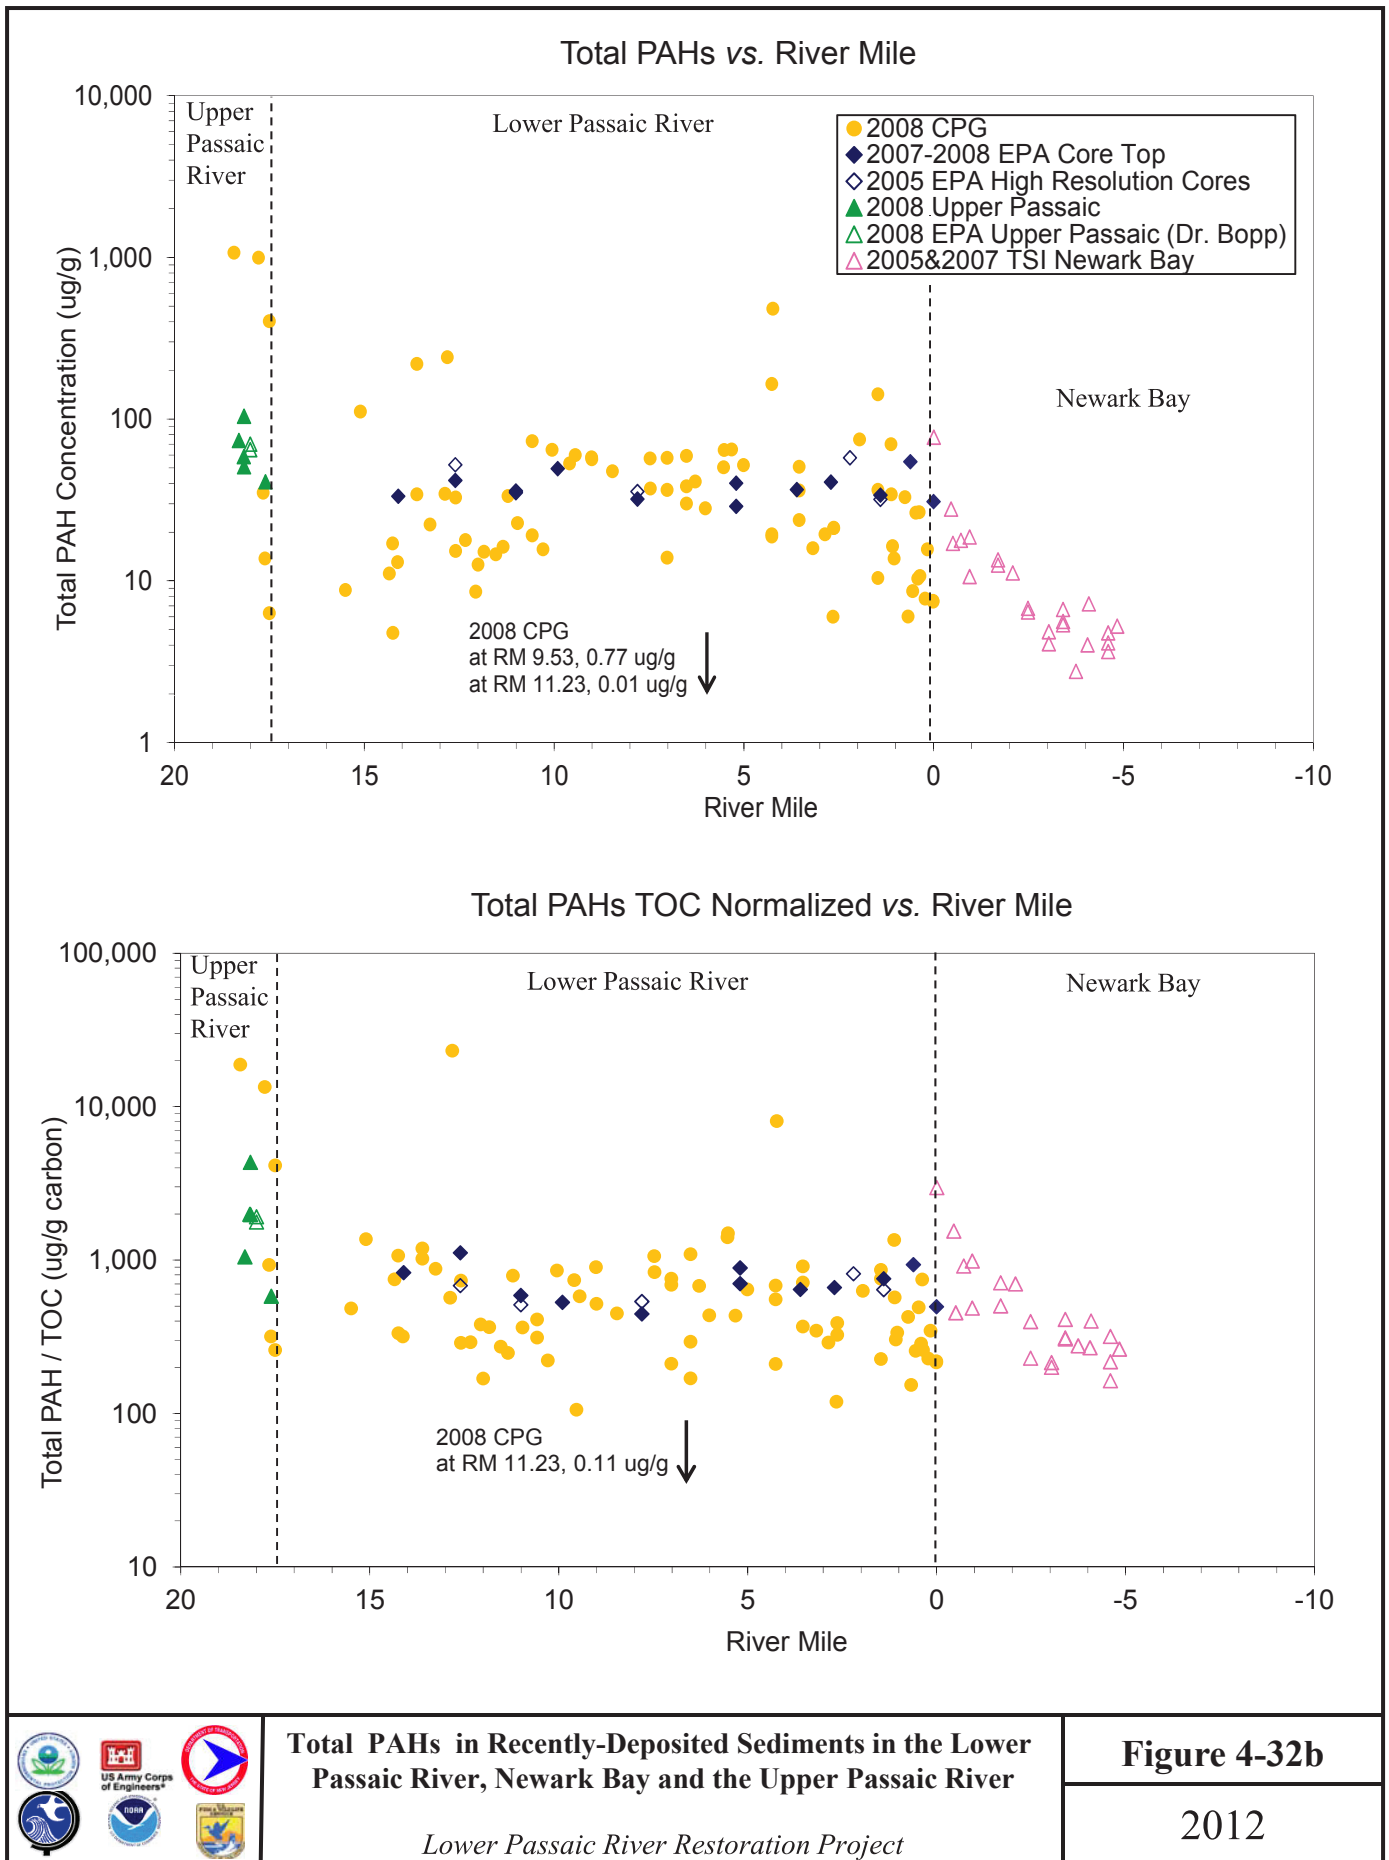 Total PAHs vs. River Mile
10,000
1,000
100
10
1
Total PAH Concentration (ug/g)
Upper
Passaic
River
Lower Passaic River
Newark Bay
2008 CPG
2007-2008 EPA Core Top
2005 EPA High Resolution Cores
2008 Upper Passaic
2008 EPA Upper Passaic (Dr. Bopp)
2005&2007 TSI Newark Bay
2008 CPG
at RM 9.53, 0.77 ug/g
at RM 11.23, 0.01 ug/g
20 15 10 5 0 -5 -10
River Mile
Total PAHs TOC Normalized vs. River Mile
100,000
10,000
1,000
100
10
Total PAH / TOC (ug/g carbon)
Upper
Passaic
River
Lower Passaic River
Newark Bay
2008 CPG
at RM 11.23, 0.11 ug/g
20 15 10 5 0 -5 -10
River Mile
US Army Corps
of Engineers®
NOAA
Total PAHs in Recently-Deposited Sediments in the Lower
Passaic River, Newark Bay and the Upper Passaic River
Lower Passaic River Restoration Project
Figure 4-32b
2012